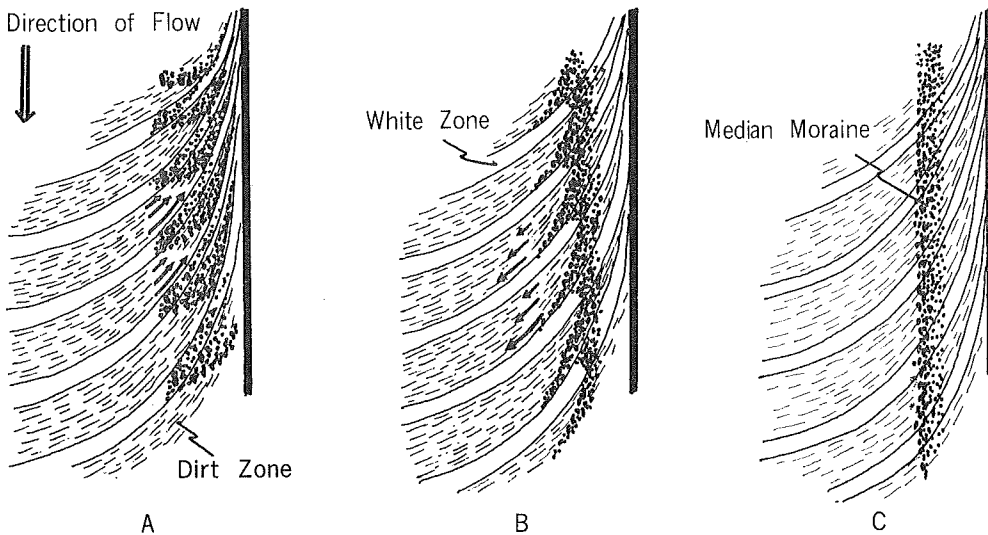 Direction of Flow
White Zone
Median Moraine
Dirt Zone
A
B
C